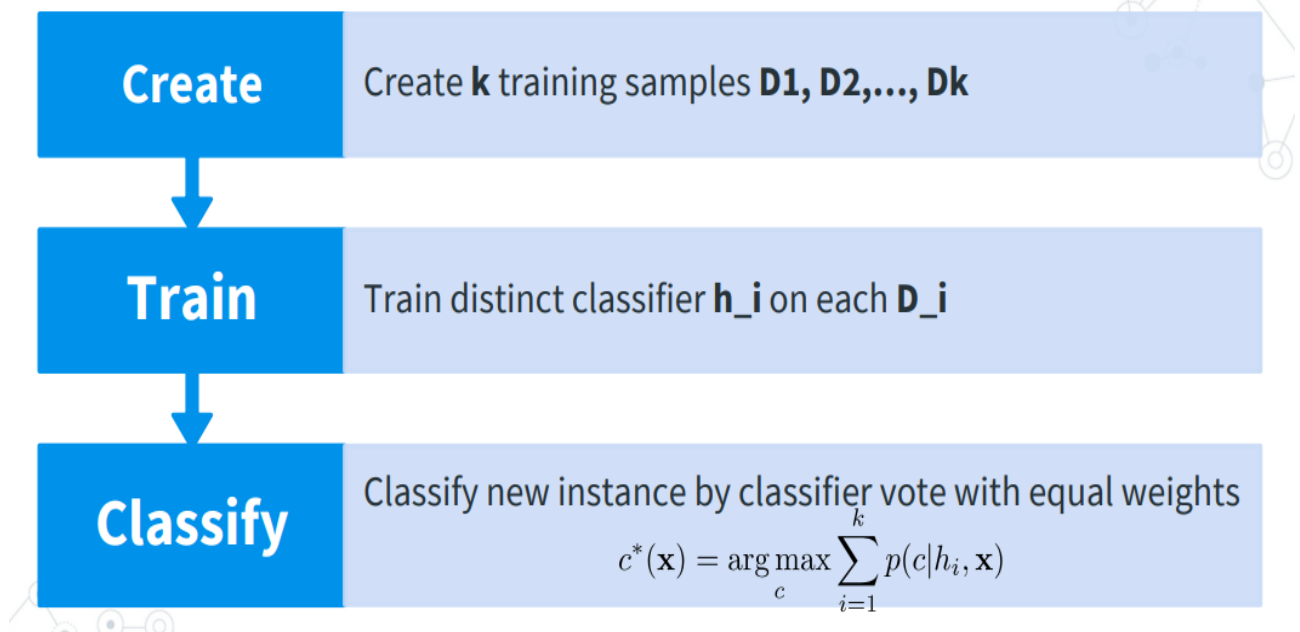 Create
Create k training samples D1, D2,..., Dk
Train
Train distinct classifier h_i on each D_i
Classify
Classify new instance by classifier vote with equal weights
c*(x) = arg max_c ∑_{i=1}^{k} p(c|h_i, x)